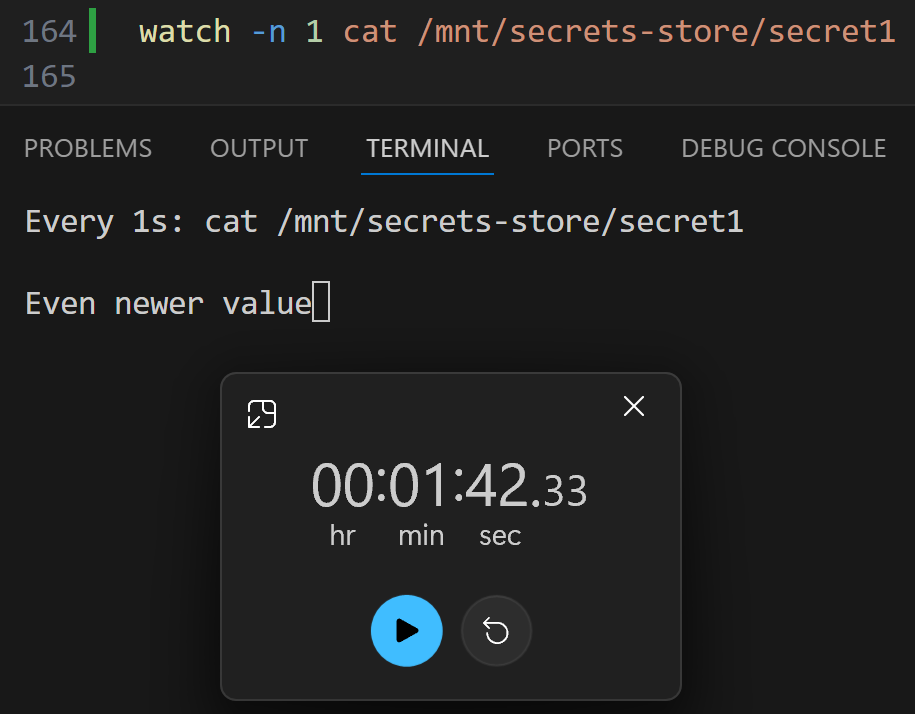 164 watch -n 1 cat /mnt/secrets-store/secret1
165
PROBLEMS OUTPUT TERMINAL PORTS DEBUG CONSOLE
Every 1s: cat /mnt/secrets-store/secret1
Even newer value
00:01:42.33
hr min sec